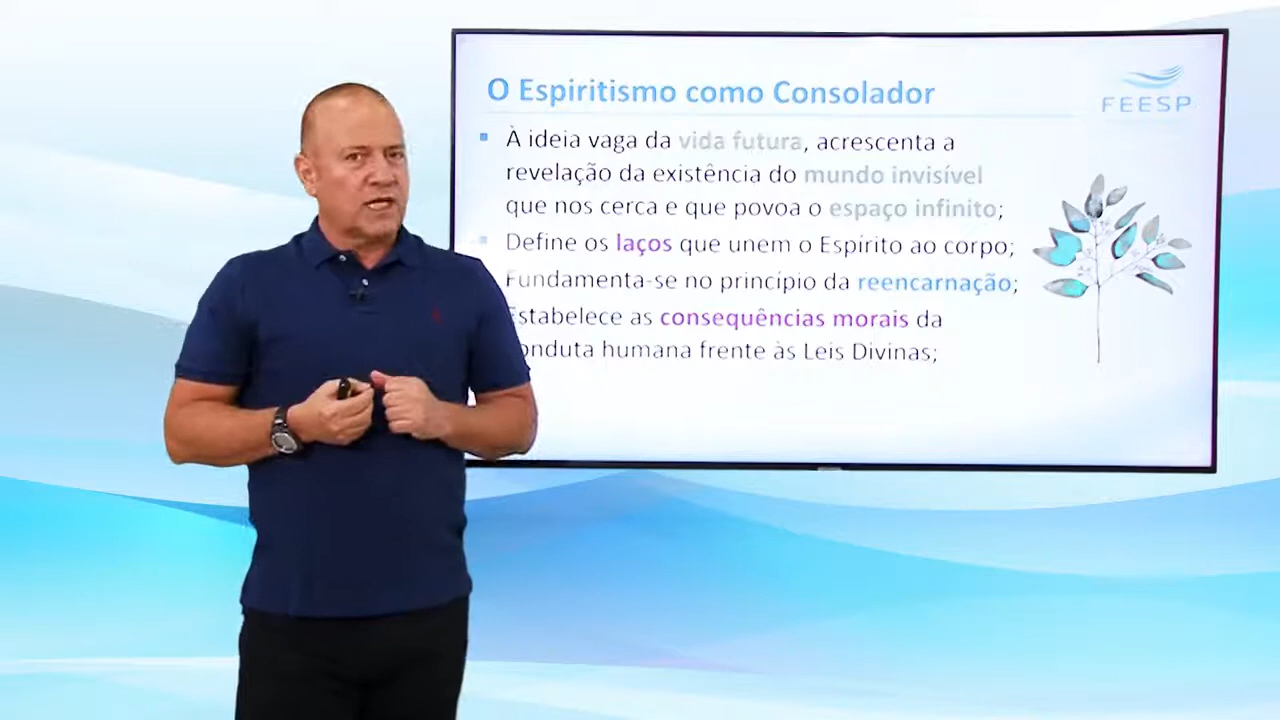 O Espiritismo como Consolador
FEESP
À ideia vaga da vida futura, acrescenta a
revelação da existência do mundo invisível
que nos cerca e que povoa o espaço infinito;
Define os laços que unem o Espírito ao corpo;
Fundamenta-se no princípio da reencarnação;
Estabelece as consequências morais da
conduta humana frente às Leis Divinas;